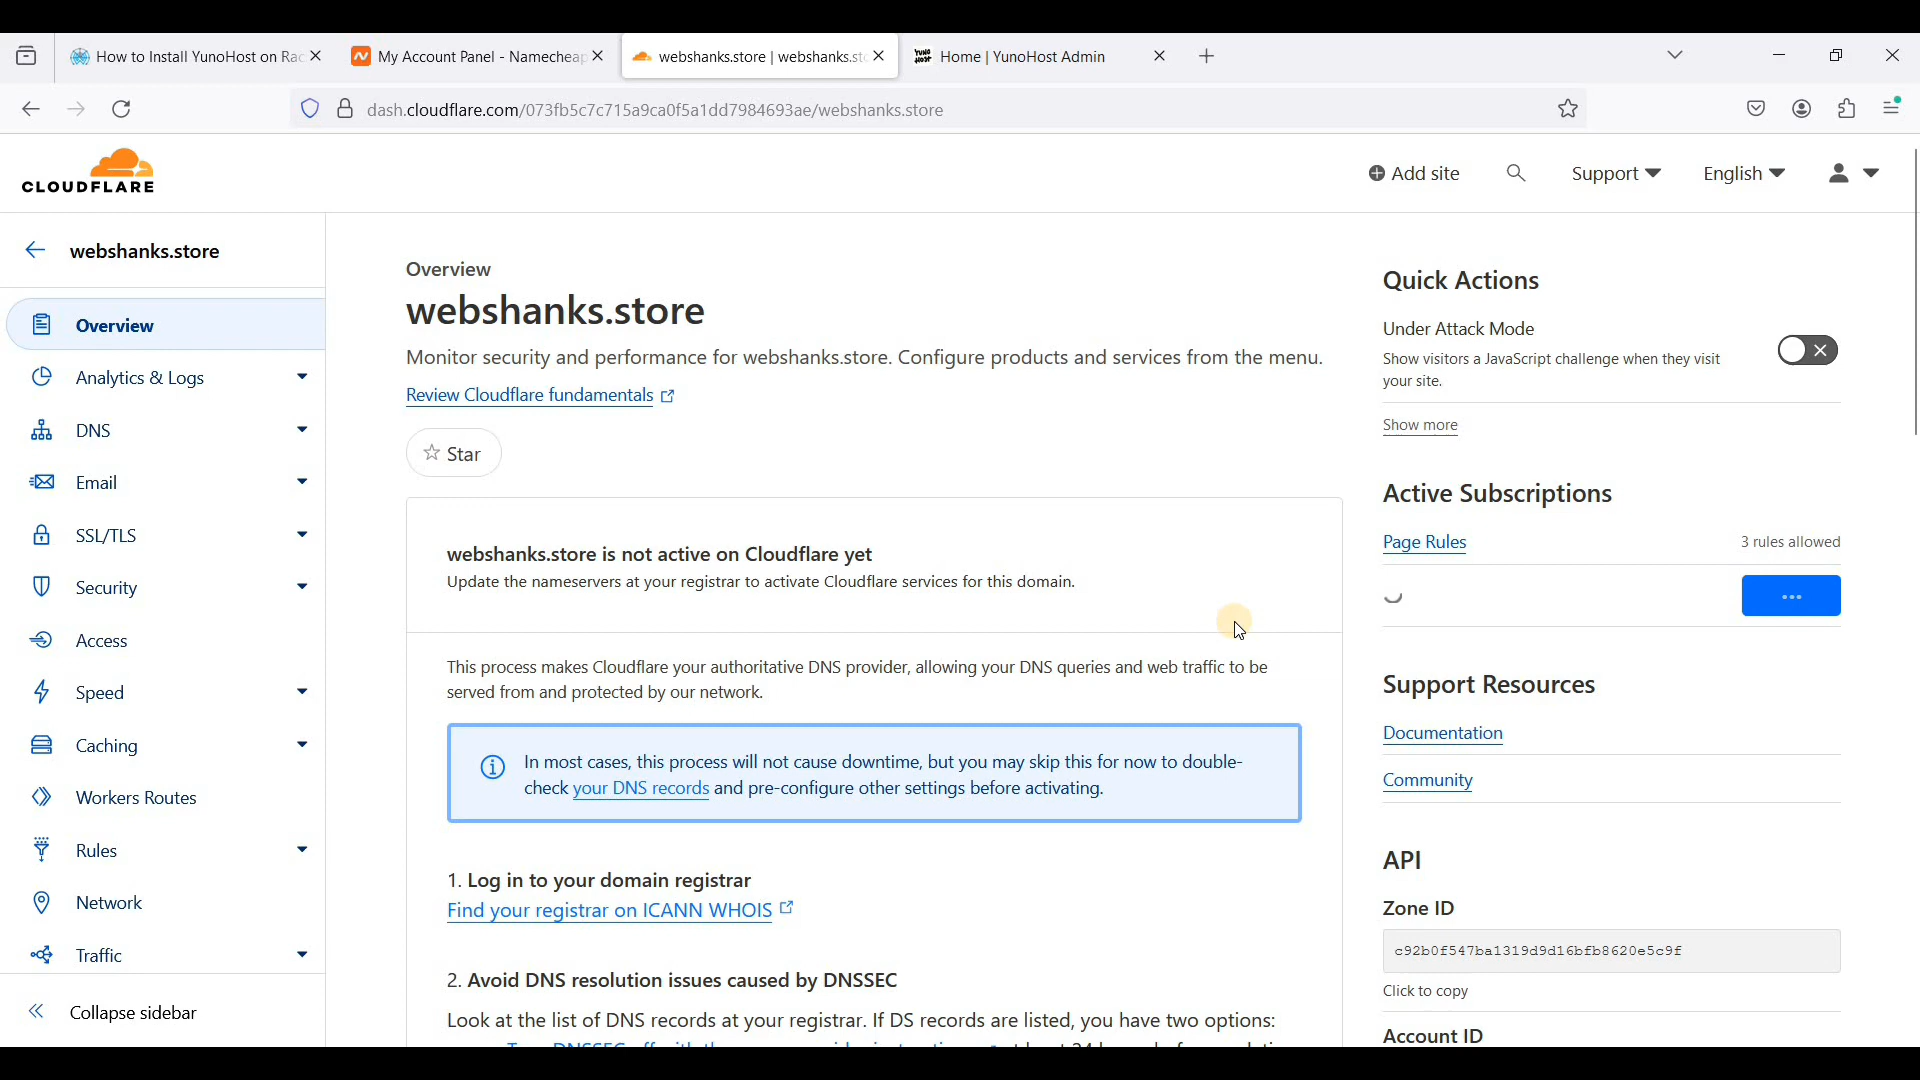 How to Install YunoHost on Rac
My Account Panel - Namecheap
webshanks.store | webshanks.sto
Home | YunoHost Admin
dash.cloudflare.com/073fb5c7c715a9ca0f5a1dd7984693ae/webshanks.store
CLOUDFLARE
Add site
Support
English
webshanks.store
Overview
Analytics & Logs
DNS
Email
SSL/TLS
Security
Access
Speed
Caching
Workers Routes
Rules
Network
Traffic
Collapse sidebar
Overview
webshanks.store
Monitor security and performance for webshanks.store. Configure products and services from the menu.
Review Cloudflare fundamentals
Star
webshanks.store is not active on Cloudflare yet
Update the nameservers at your registrar to activate Cloudflare services for this domain.
This process makes Cloudflare your authoritative DNS provider, allowing your DNS queries and web traffic to be
served from and protected by our network.
In most cases, this process will not cause downtime, but you may skip this for now to double-
check your DNS records and pre-configure other settings before activating.
1. Log in to your domain registrar
Find your registrar on ICANN WHOIS
2. Avoid DNS resolution issues caused by DNSSEC
Look at the list of DNS records at your registrar. If DS records are listed, you have two options:
Quick Actions
Under Attack Mode
Show visitors a JavaScript challenge when they visit
your site.
Show more
Active Subscriptions
Page Rules
3 rules allowed
Support Resources
Documentation
Community
API
Zone ID
c92b0f547ba1319d9d16bfb8620e5c9f
Click to copy
Account ID